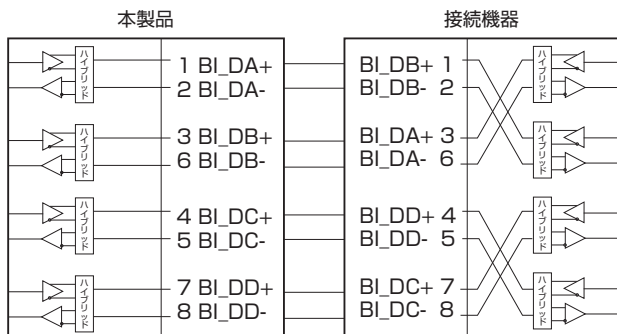 本製品
接続機器
ハイブリッド
1 BI_DA+
2 BI_DA-
ハイブリッド
3 BI_DB+
6 BI_DB-
ハイブリッド
4 BI_DC+
5 BI_DC-
ハイブリッド
7 BI_DD+
8 BI_DD-
BI_DB+ 1
BI_DB- 2
ハイブリッド
BI_DA+ 3
BI_DA- 6
ハイブリッド
BI_DD+ 4
BI_DD- 5
ハイブリッド
BI_DC+ 7
BI_DC- 8
ハイブリッド